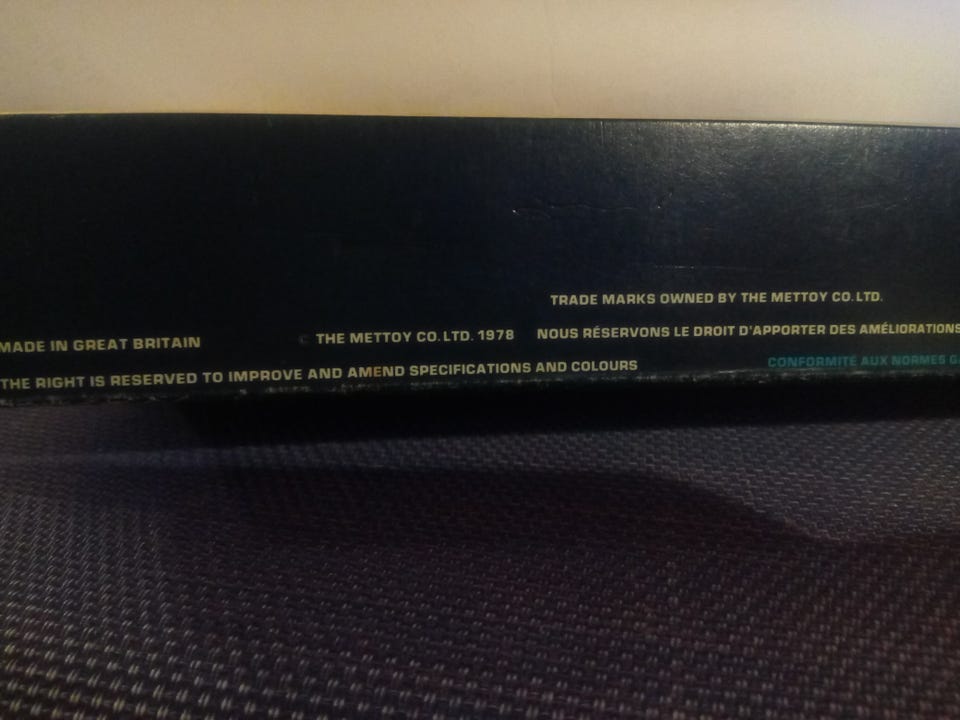 TRADE MARKS OWNED BY THE METTOY CO. LTD.
MADE IN GREAT BRITAIN © THE METTOY CO. LTD. 1978 NOUS RÉSERVONS LE DROIT D'APPORTER DES AMÉLIORATIONS
THE RIGHT IS RESERVED TO IMPROVE AND AMEND SPECIFICATIONS AND COLOURS CONFORMITÉ AUX NORMES